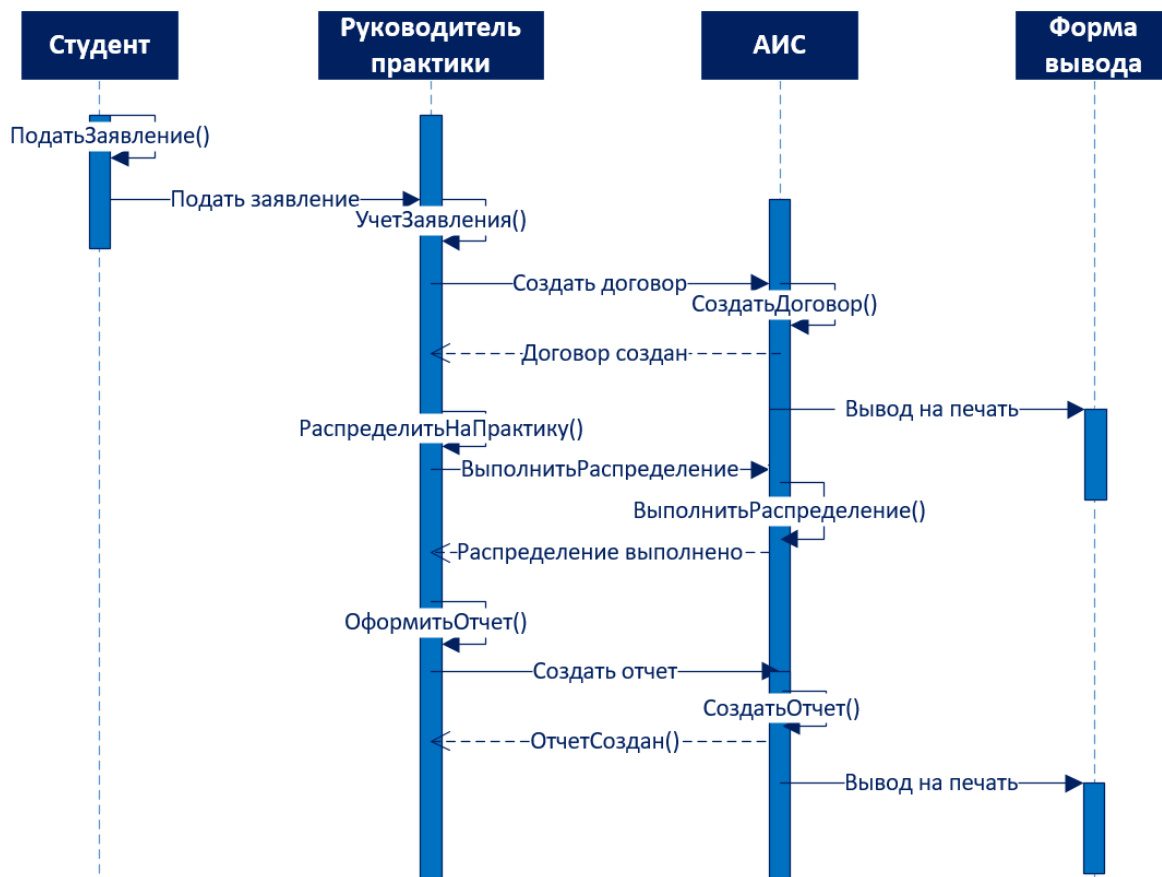 Студент
Руководитель
практики
АИС
Форма
вывода
ПодатьЗаявление()
Подать заявление
УчетЗаявления()
Создать договор
СоздатьДоговор()
Договор создан
Вывод на печать
РаспределитьНаПрактику()
ВыполнитьРаспределение
ВыполнитьРаспределение()
Распределение выполнено
ОформитьОтчет()
Создать отчет
СоздатьОтчет()
ОтчетСоздан()
Вывод на печать